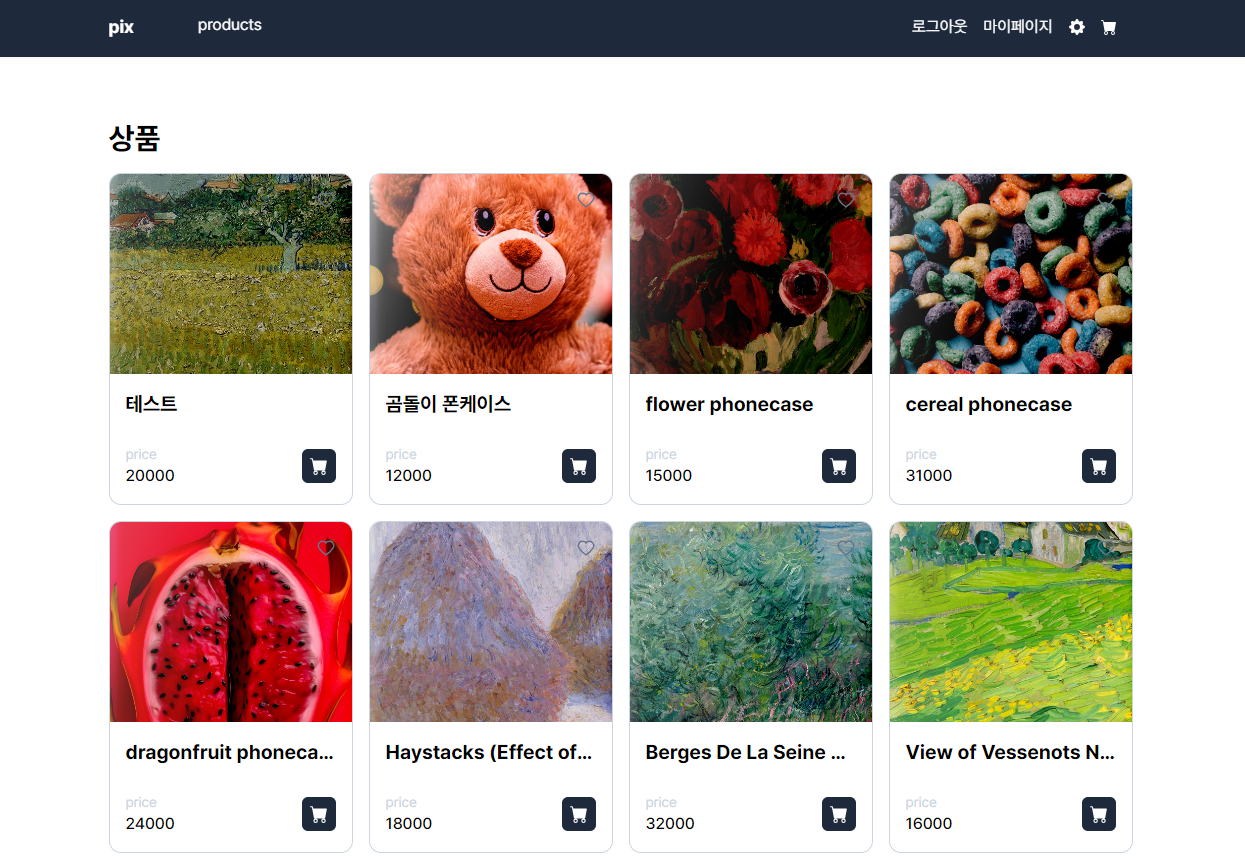 pix
products
로그아웃
마이페이지
상품
테스트
price
20000
곰돌이 폰케이스
price
12000
flower phonecase
price
15000
cereal phonecase
price
31000
dragonfruit phoneca...
price
24000
Haystacks (Effect of...
price
18000
Berges De La Seine ...
price
32000
View of Vessenots N...
price
16000